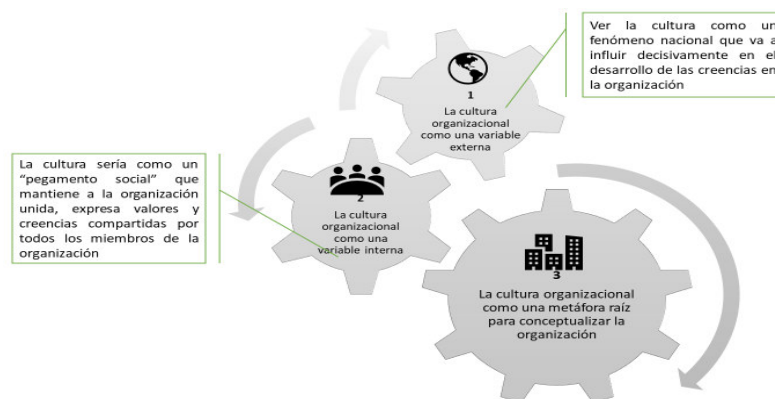 Ver la cultura como un
fenómeno nacional que va a
influir decisivamente en el
desarrollo de las creencias en
la organización
1
La cultura
organizacional
como una variable
externa
La cultura sería como un
"pegamento social" que
mantiene a la organización
unida, expresa valores y
creencias compartidas por
todos los miembros de la
organización
2
La cultura
organizacional
como una
variable interna
3
La cultura organizacional
como una metáfora raíz
para conceptualizar la
organización